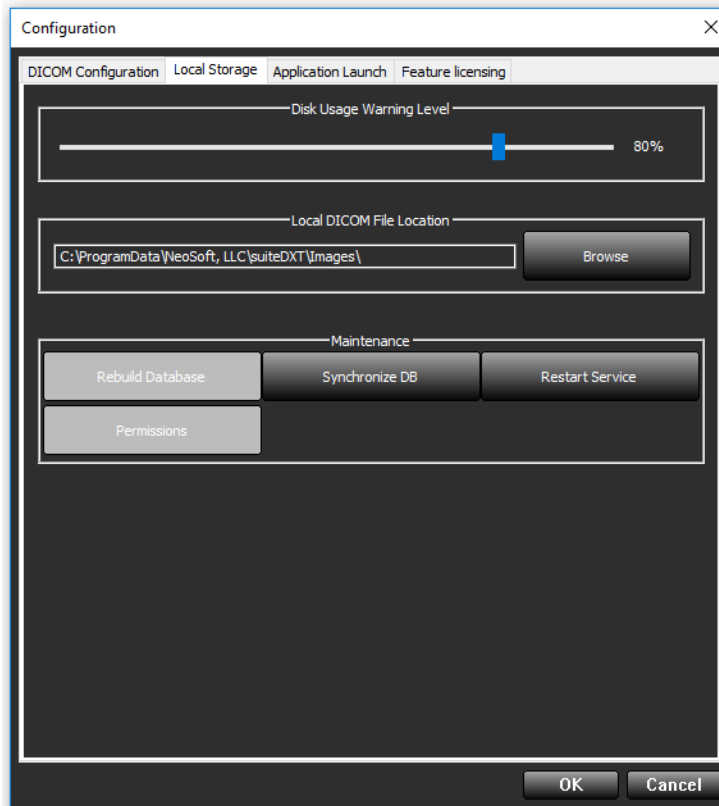 Configuration
DICOM Configuration Local Storage Application Launch Feature licensing
Disk Usage Warning Level
80%
Local DICOM File Location
C:\ProgramData\NeoSoft, LLC\suiteDXT\Images\ Browse
Maintenance
Rebuild Database Synchronize DB Restart Service
Permissions
OK Cancel